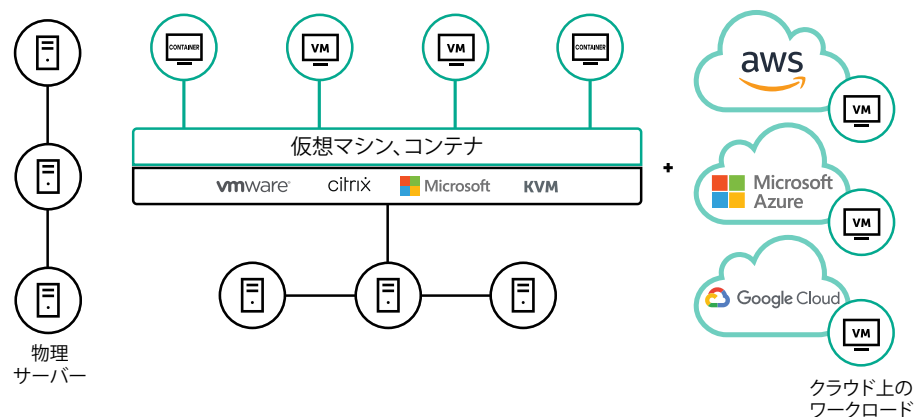 CONTAINER
VM
VM
CONTAINER
仮想マシン、コンテナ
vmware
citrix
Microsoft
KVM
物理
サーバー
+
aws
VM
Microsoft
Azure
VM
Google Cloud
VM
クラウド上の
ワークロード